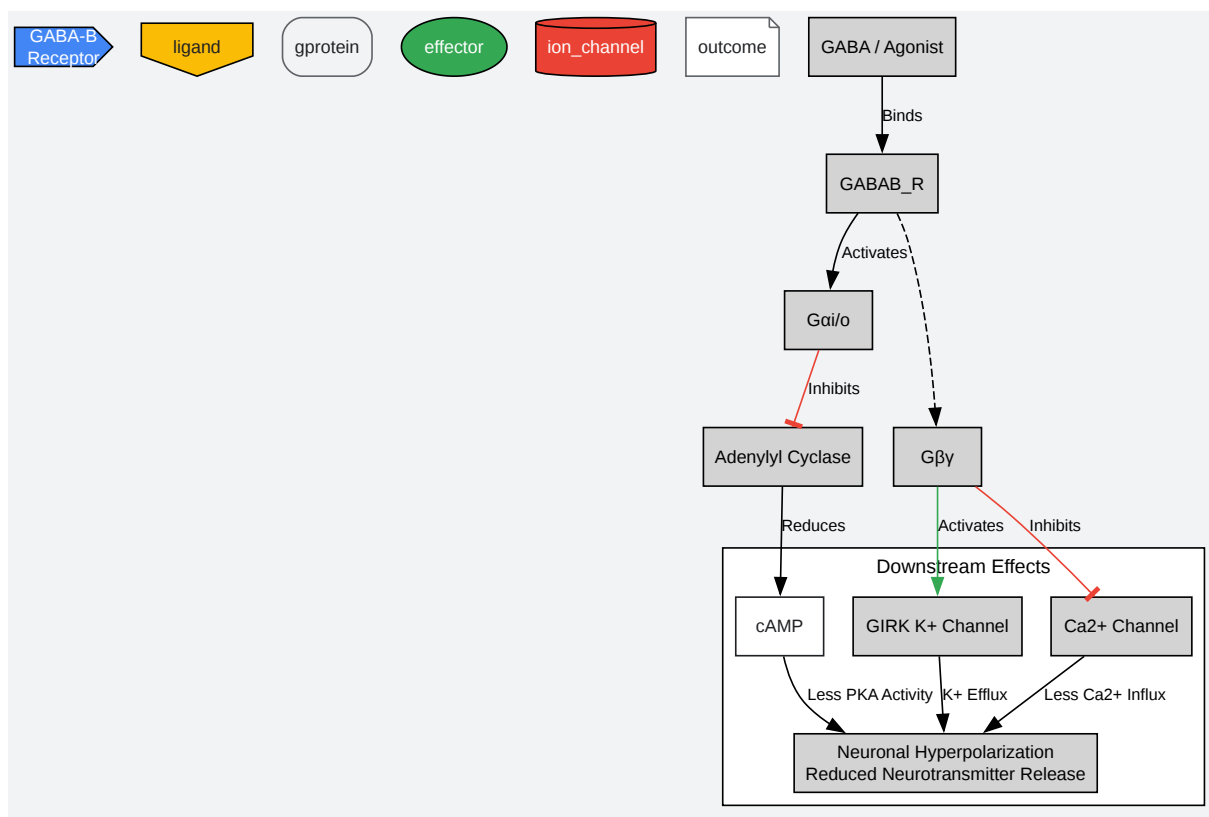 GABA-B
Receptor
ligand
gprotein
effector
ion_channel
outcome
GABA / Agonist
Binds
GABAB_R
Activates
Gαi/o
Inhibits
Adenylyl Cyclase
Gβγ
Reduces
Activates
Inhibits
Downstream Effects
cAMP
GIRK K+ Channel
Ca2+ Channel
Less PKA Activity
K+ Efflux
Less Ca2+ Influx
Neuronal Hyperpolarization
Reduced Neurotransmitter Release